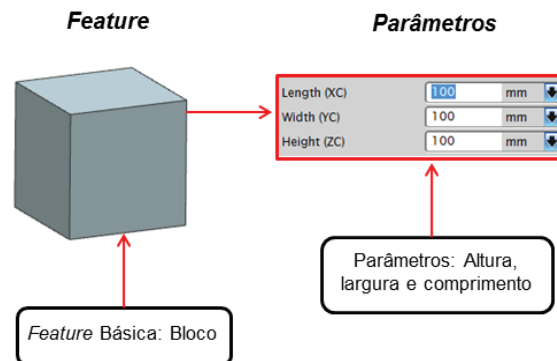 Feature
Parâmetros
Length (XC) 100 mm
Width (YC) 100 mm
Height (ZC) 100 mm
Parâmetros: Altura,
largura e comprimento
Feature Básica: Bloco